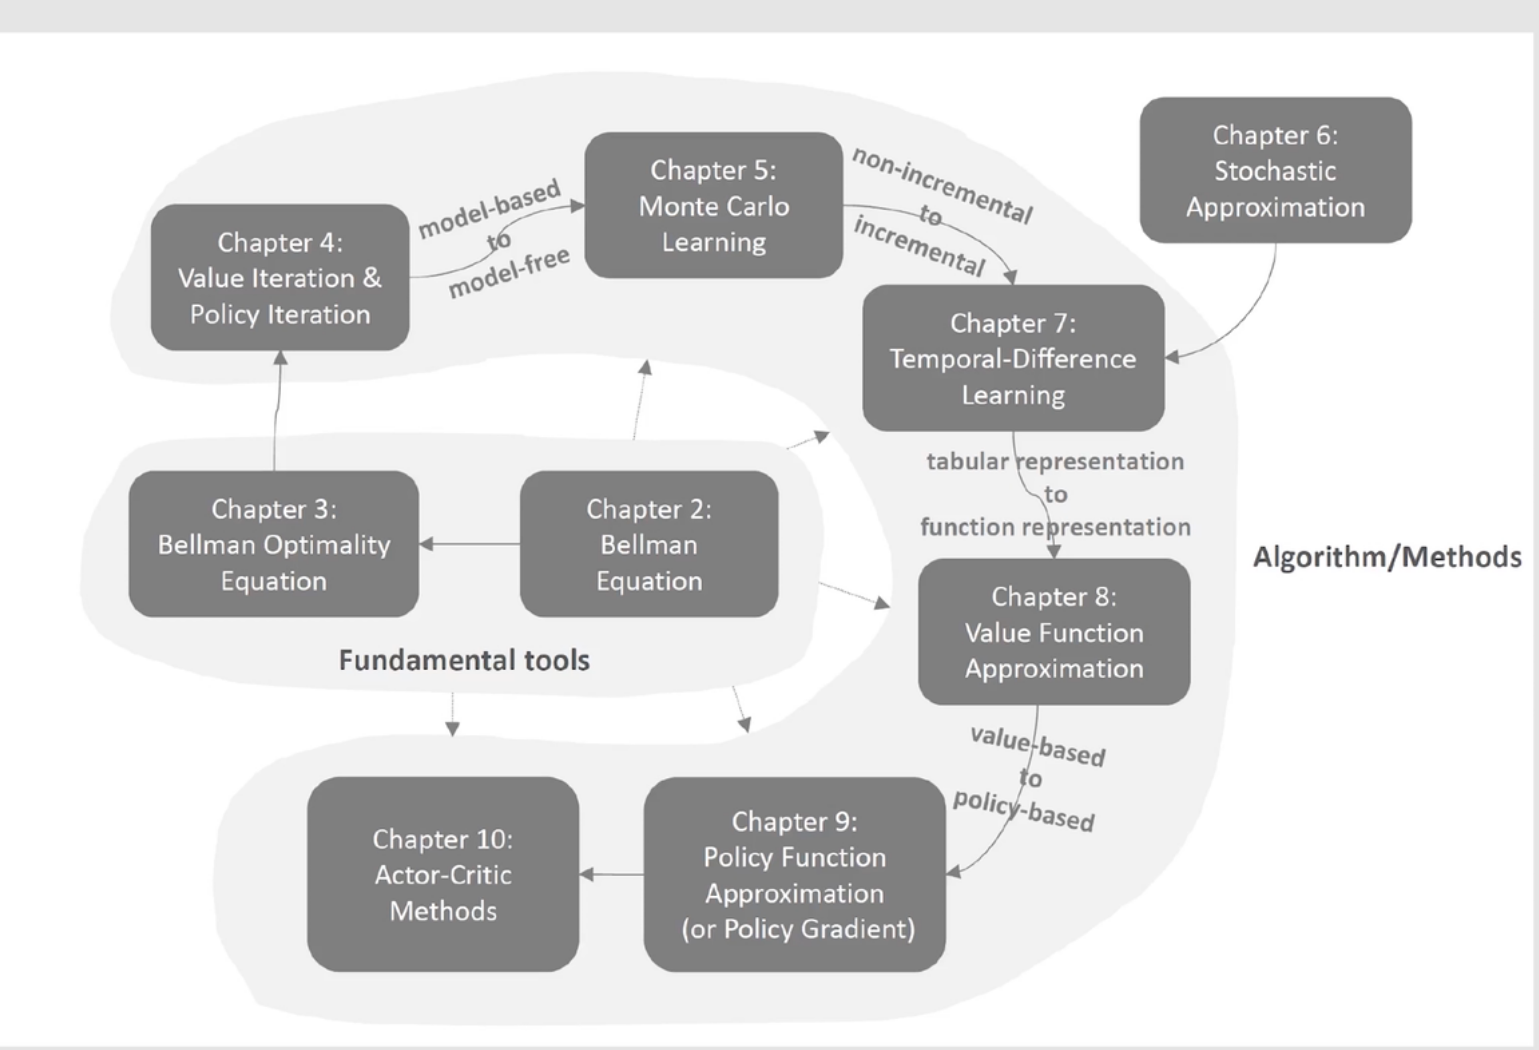 Chapter 4:
Value Iteration &
Policy Iteration
model-based
to
model-free
Chapter 5:
Monte Carlo
Learning
non-incremental
to
incremental
Chapter 6:
Stochastic
Approximation
Chapter 7:
Temporal-Difference
Learning
tabular representation
to
function representation
Chapter 3:
Bellman Optimality
Equation
Chapter 2:
Bellman
Equation
Fundamental tools
Algorithm/Methods
Chapter 8:
Value Function
Approximation
value-based
to
policy-based
Chapter 10:
Actor-Critic
Methods
Chapter 9:
Policy Function
Approximation
(or Policy Gradient)